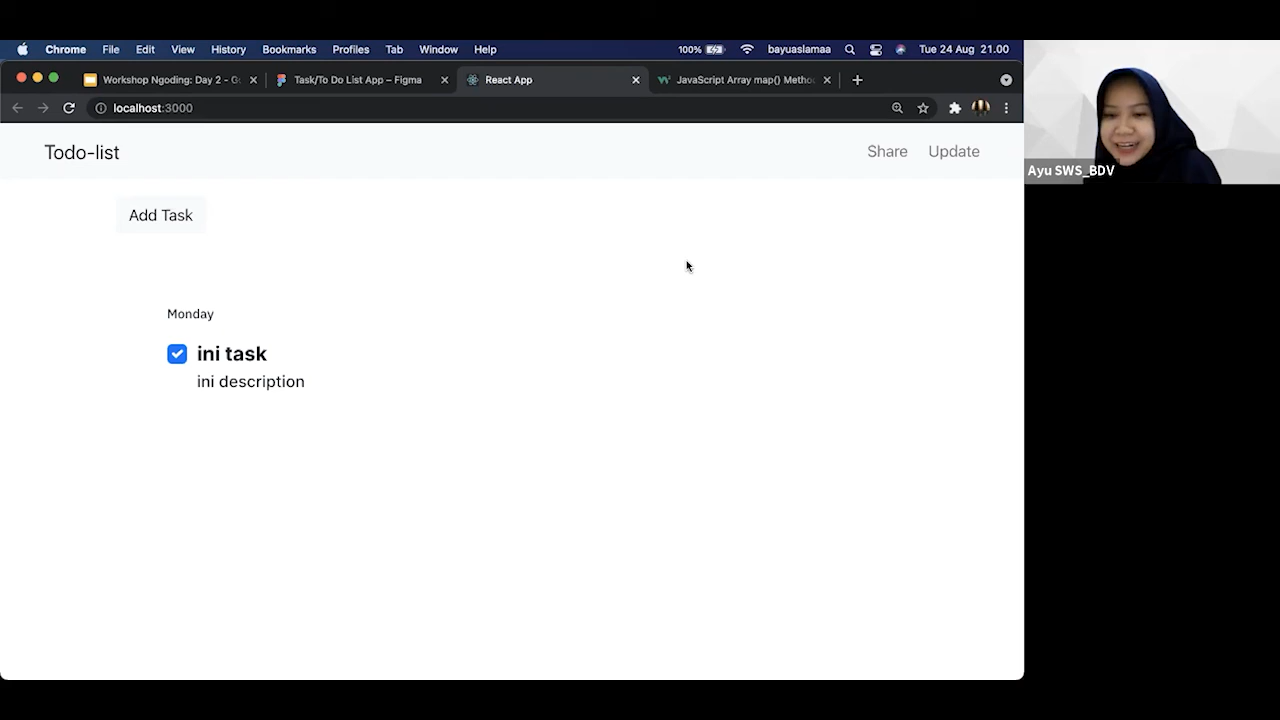 Chrome File Edit View History Bookmarks Profiles Tab Window Help 100% bayuaslamaa Tue 24 Aug 21.00
Workshop Ngoding: Day 2 - Task/To Do List App – Figma React App JavaScript Array map()
localhost:3000
Todo-list Share Update
Ayu SWS_BDV
Add Task
Monday
ini task
ini description